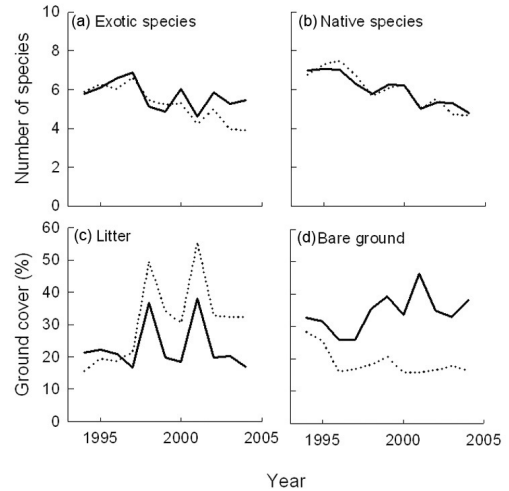 (a) Exotic species
(b) Native species
Number of species
10
8
6
4
2
0
(c) Litter
(d) Bare ground
Ground cover (%)
60
50
40
30
20
10
0
1995 2000 2005
1995 2000 2005
Year